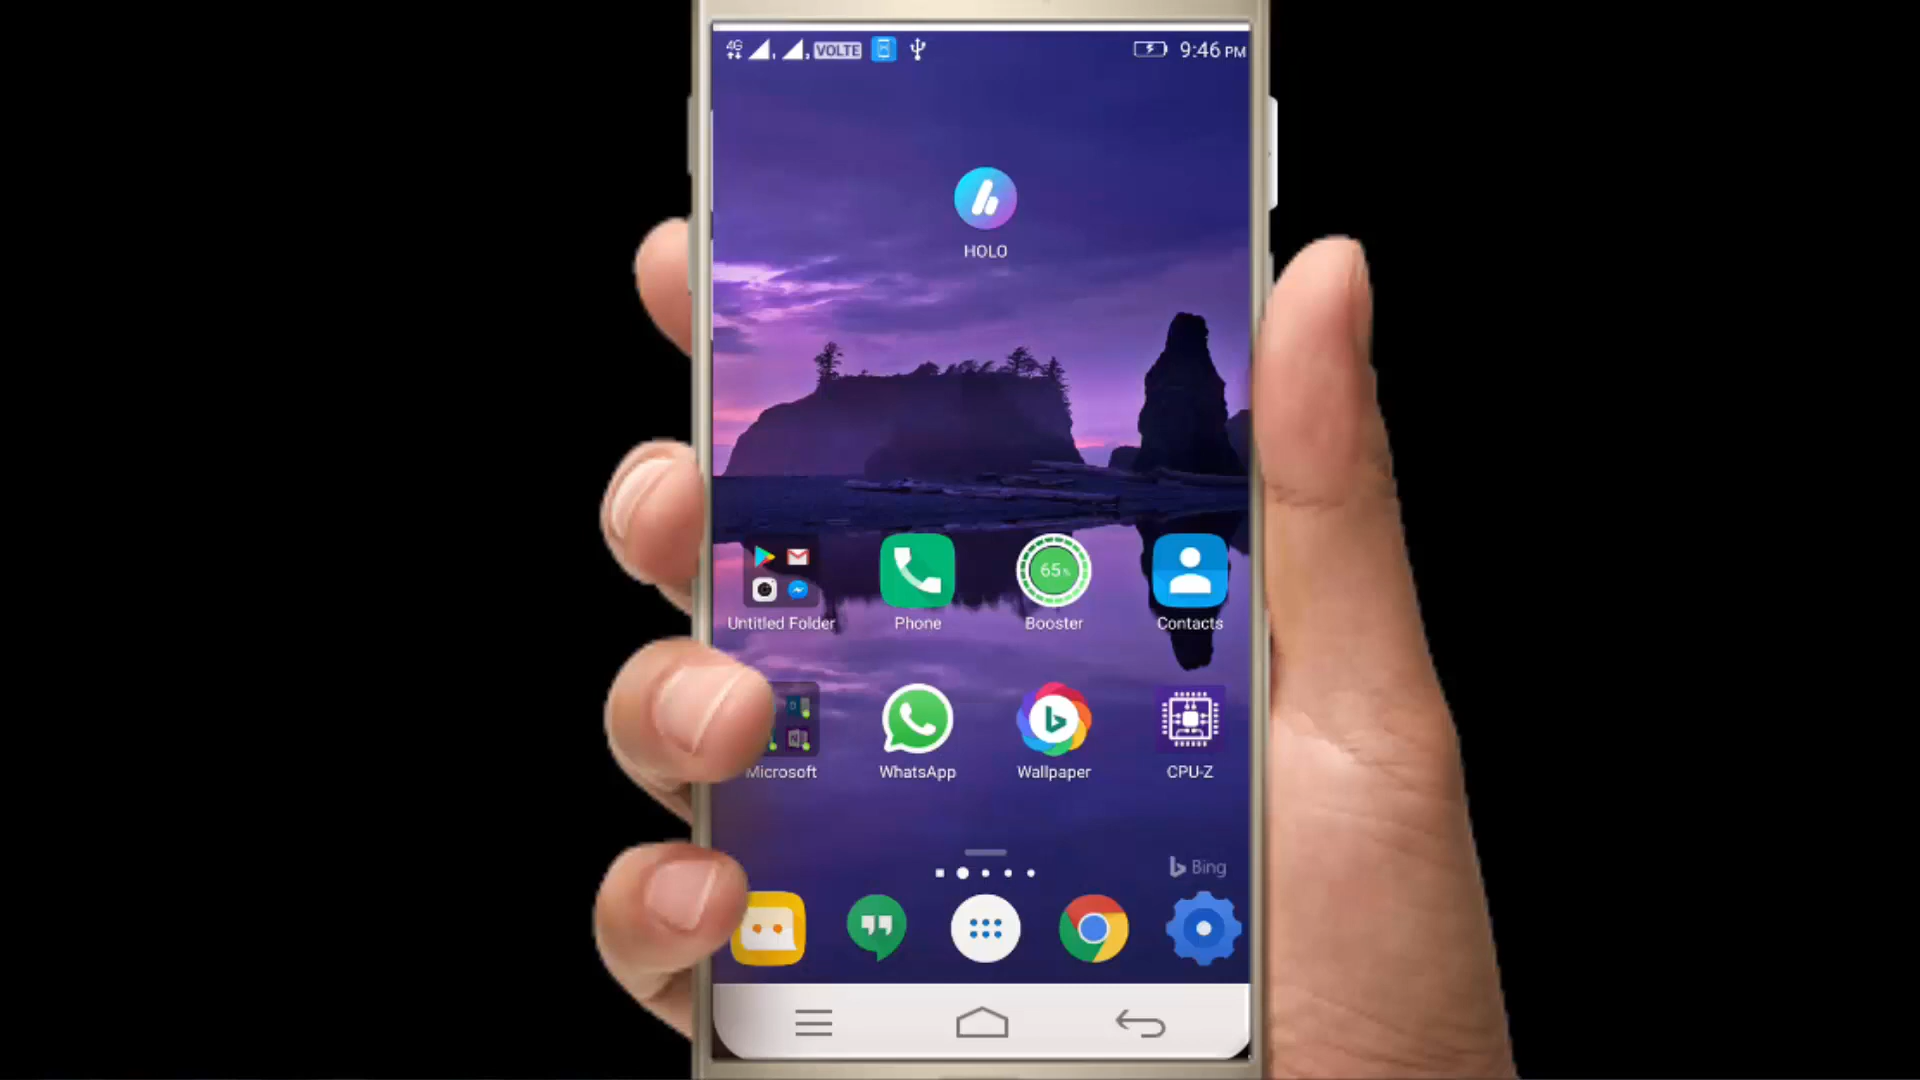 4G VOLTE 9:46 PM
HOLO
65%
Untitled Folder Phone Booster Contacts
Microsoft WhatsApp Wallpaper CPU-Z
Bing